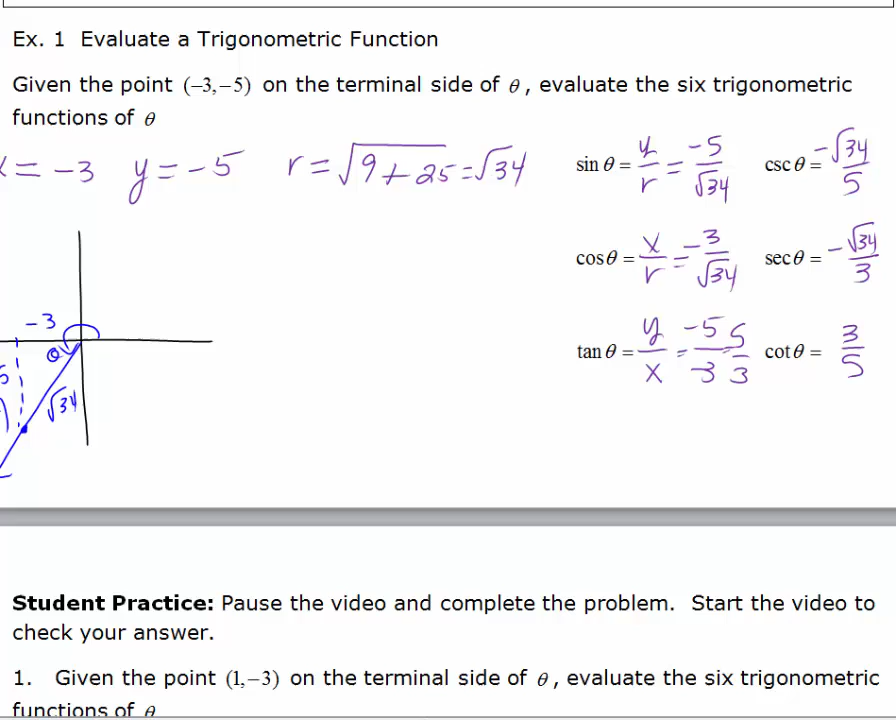 Ex. 1 Evaluate a Trigonometric Function
Given the point (−3,−5) on the terminal side of θ, evaluate the six trigonometric
functions of θ
x = -3 y = -5 r = √(9+25) = √34
sin θ = y/r = -5/√34 csc θ = -√34/5
cos θ = x/r = -3/√34 sec θ = -√34/3
tan θ = y/x = -5/-3 = 5/3 cot θ = 3/5
-3
θ
5
√34
Student Practice: Pause the video and complete the problem. Start the video to
check your answer.
1. Given the point (1,−3) on the terminal side of θ, evaluate the six trigonometric
functions of θ